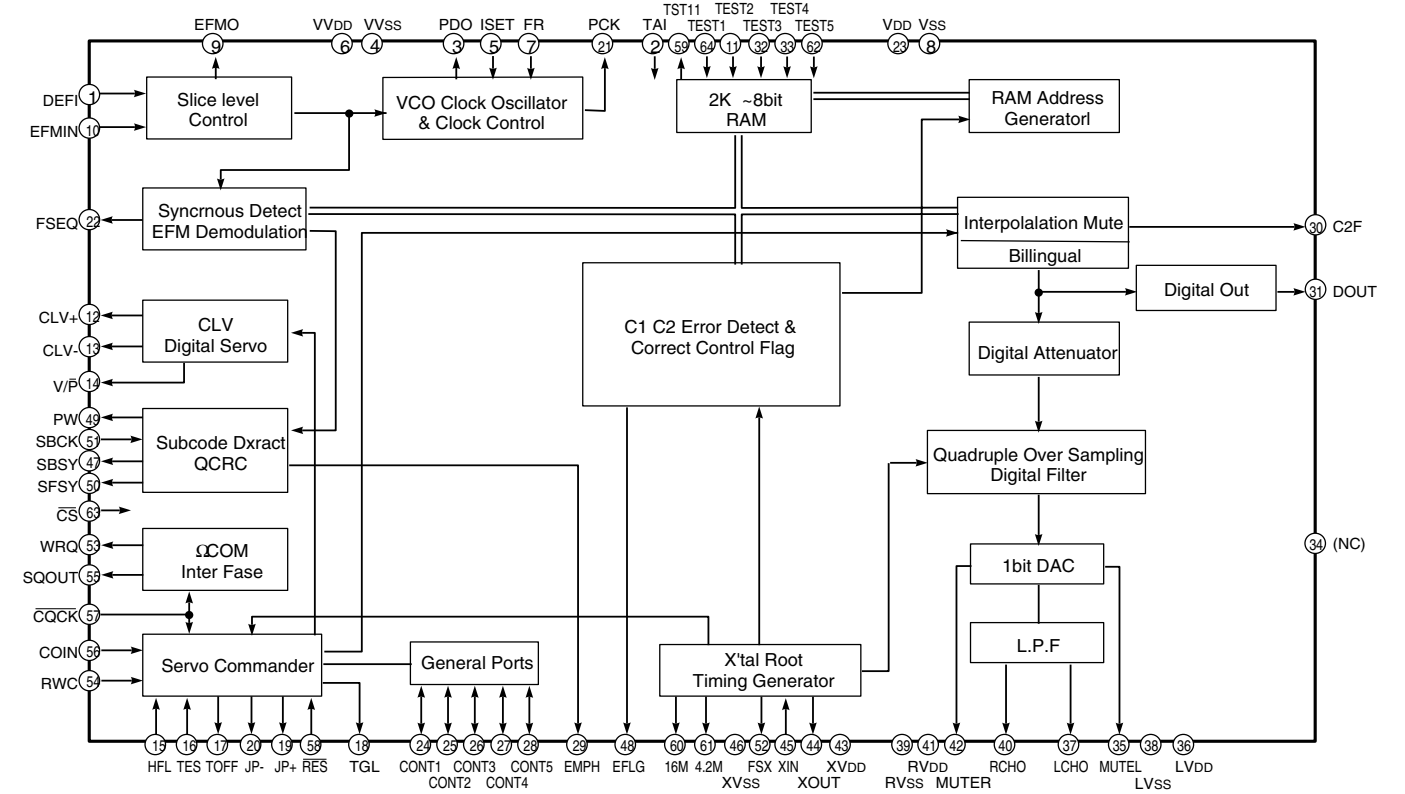 EFMO VVDD VVSS PDO ISET FR PCK TAI TST11 TEST1 TEST2 TEST3 TEST4 TEST5 VDD VSS
9 6 4 3 5 7 21 2 59 64 11 32 33 62 23 8
DEFI 1
EFMIN 10
Slice level
Control
VCO Clock Oscillator
& Clock Control
2K ~8bit
RAM
RAM Address
Generatorl
FSEQ 22
Syncrnous Detect
EFM Demodulation
Interpolalation Mute
Billingual
30 C2F
Digital Out
31 DOUT
CLV+ 12
CLV- 13
V/P̅ 14
CLV
Digital Servo
C1 C2 Error Detect &
Correct Control Flag
Digital Attenuator
PW 49
SBCK 51
SBSY 47
SFSY 50
Subcode Dxract
QCRC
Quadruple Over Sampling
Digital Filter
C̅S̅ 63
WRQ 53
SQOUT 55
ΩCOM
Inter Fase
34 (NC)
1bit DAC
C̅Q̅C̅K̅ 57
COIN 56
RWC 54
Servo Commander
General Ports
X'tal Root
Timing Generator
L.P.F
15 16 17 20 19 58 18 24 25 26 27 28 29 48 60 61 46 52 45 44 43 39 41 42 40 37 35 38 36
HFL TES TOFF JP- JP+ R̅E̅S̅ TGL CONT1 CONT3 CONT5 EMPH EFLG 16M 4.2M FSX XIN XVDD RVDD RCHO LCHO MUTEL LVDD
CONT2 CONT4 XVSS XOUT RVSS MUTER LVSS